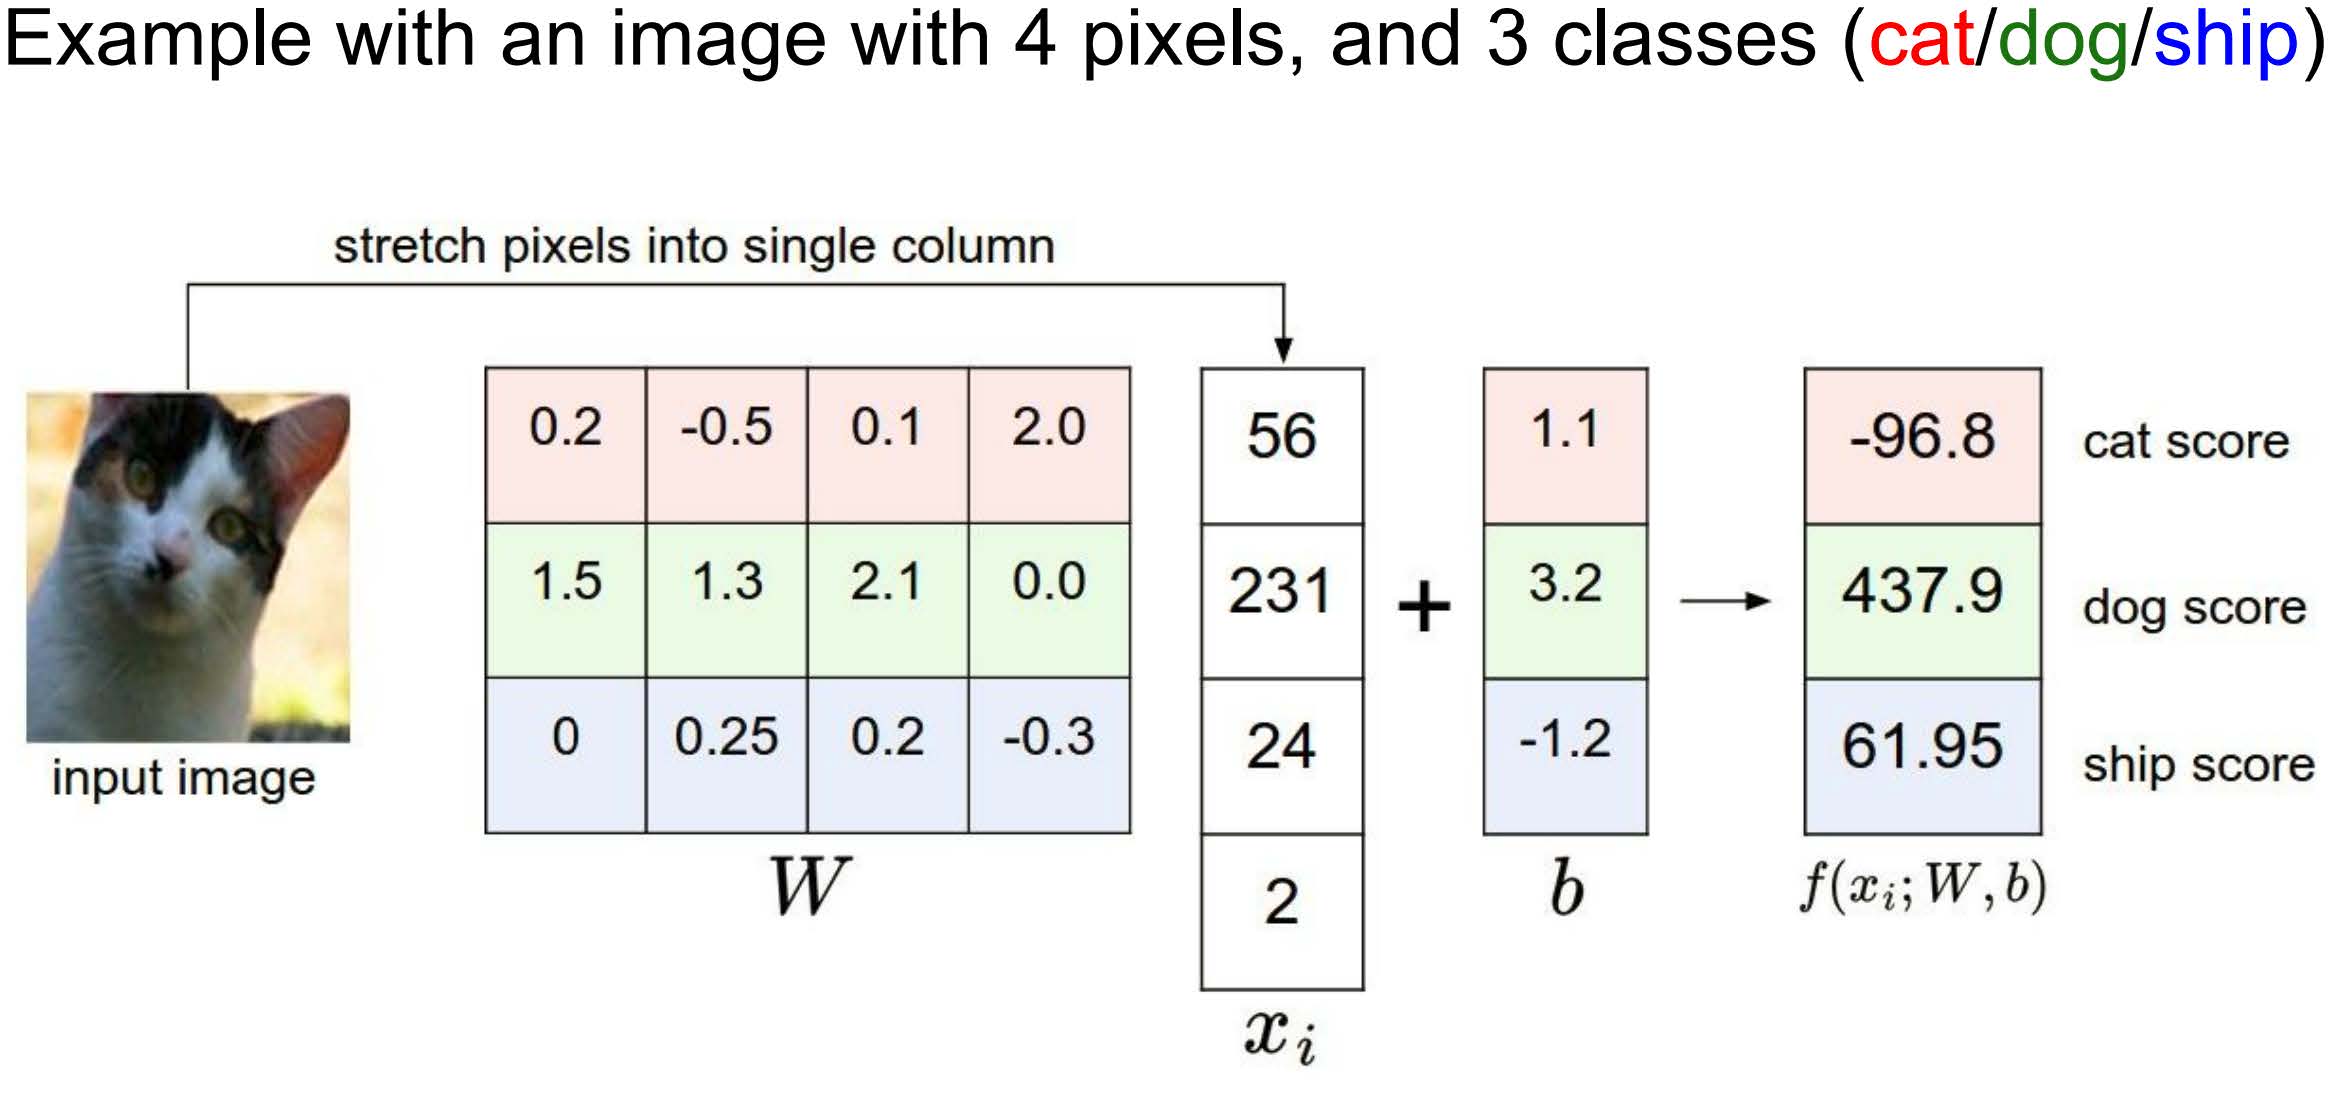 Example with an image with 4 pixels, and 3 classes (cat/dog/ship)
stretch pixels into single column
0.2 -0.5 0.1 2.0
1.5 1.3 2.1 0.0
0 0.25 0.2 -0.3
W
56
231
24
2
x_i
+
1.1
3.2
-1.2
b
-96.8 cat score
437.9 dog score
61.95 ship score
f(x_i; W, b)
input image